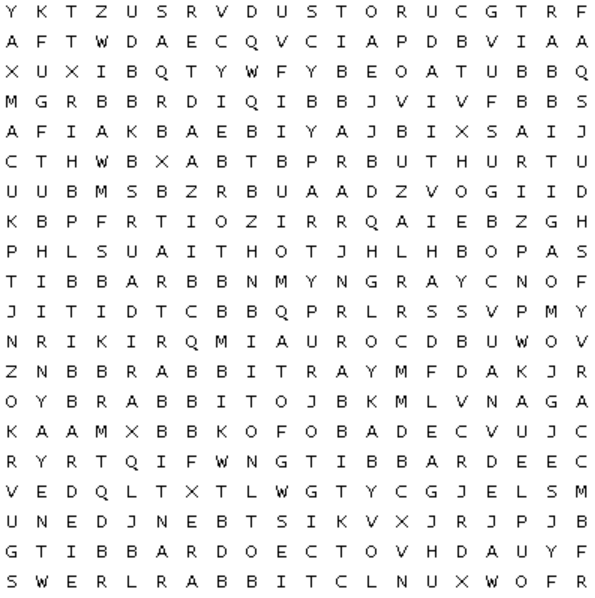 Y K T Z U S R V D U S T O R U C G T R F
A F T W D A E C Q V C I A P D B V I A A
X U X I B Q T Y W F Y B E O A T U B B Q
M G R B B R D I Q I B B J V I V F B B S
A F I A K B A E B I Y A J B I X S A I J
C T H W B X A B T B P R B U T H U R T U
U U B M S B Z R B U A A D Z V O G I I D
K B P F R T I O Z I R R Q A I E B Z G H
P H L S U A I T H O T J H L H B O P A S
T I B B A R B B N M Y N G R A Y C N O F
J I T I D T C B B Q P R L R S S V P M Y
N R I K I R Q M I A U R O C D B U W O V
Z N B B R A B B I T R A Y M F D A K J R
O Y B R A B B I T O J B K M L V N A G A
K A A M X B B K O F O B A D E C V U J C
R Y R T Q I F W N G T I B B A R D E E C
V E D Q L T X T L W G T Y C G J E L S M
U N E D J N E B T S I K V X J R J P J B
G T I B B A R D O E C T O V H D A U Y F
S W E R L R A B B I T C L N U X W O F R